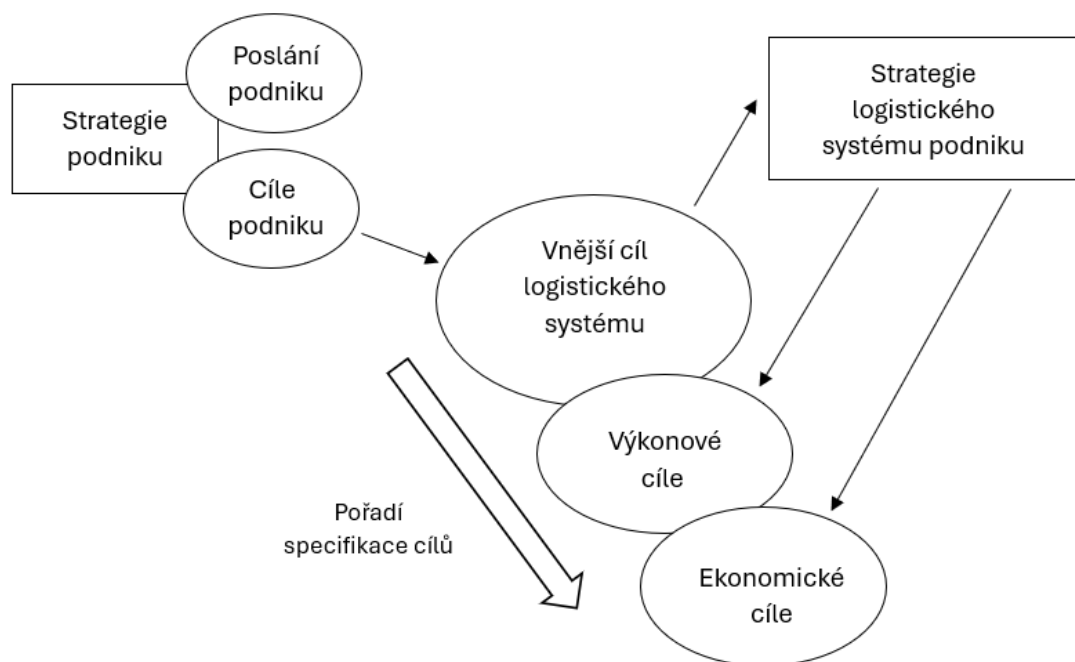 Poslání
podniku
Strategie
podniku
Cíle
podniku
Strategie
logistického
systému podniku
Vnější cíl
logistického
systému
Výkonové
cíle
Pořadí
specifikace cílů
Ekonomické
cíle